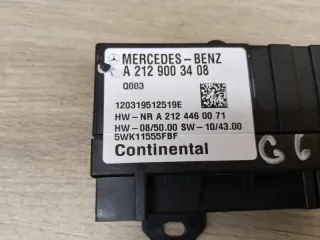 MERCEDES-BENZ
A 212 900 34 08
Q003
120319512519E
HW-NR A 212 446 00 71
HW-08/50.00 SW-10/43.00
5WK11555FBF
Continental
G6